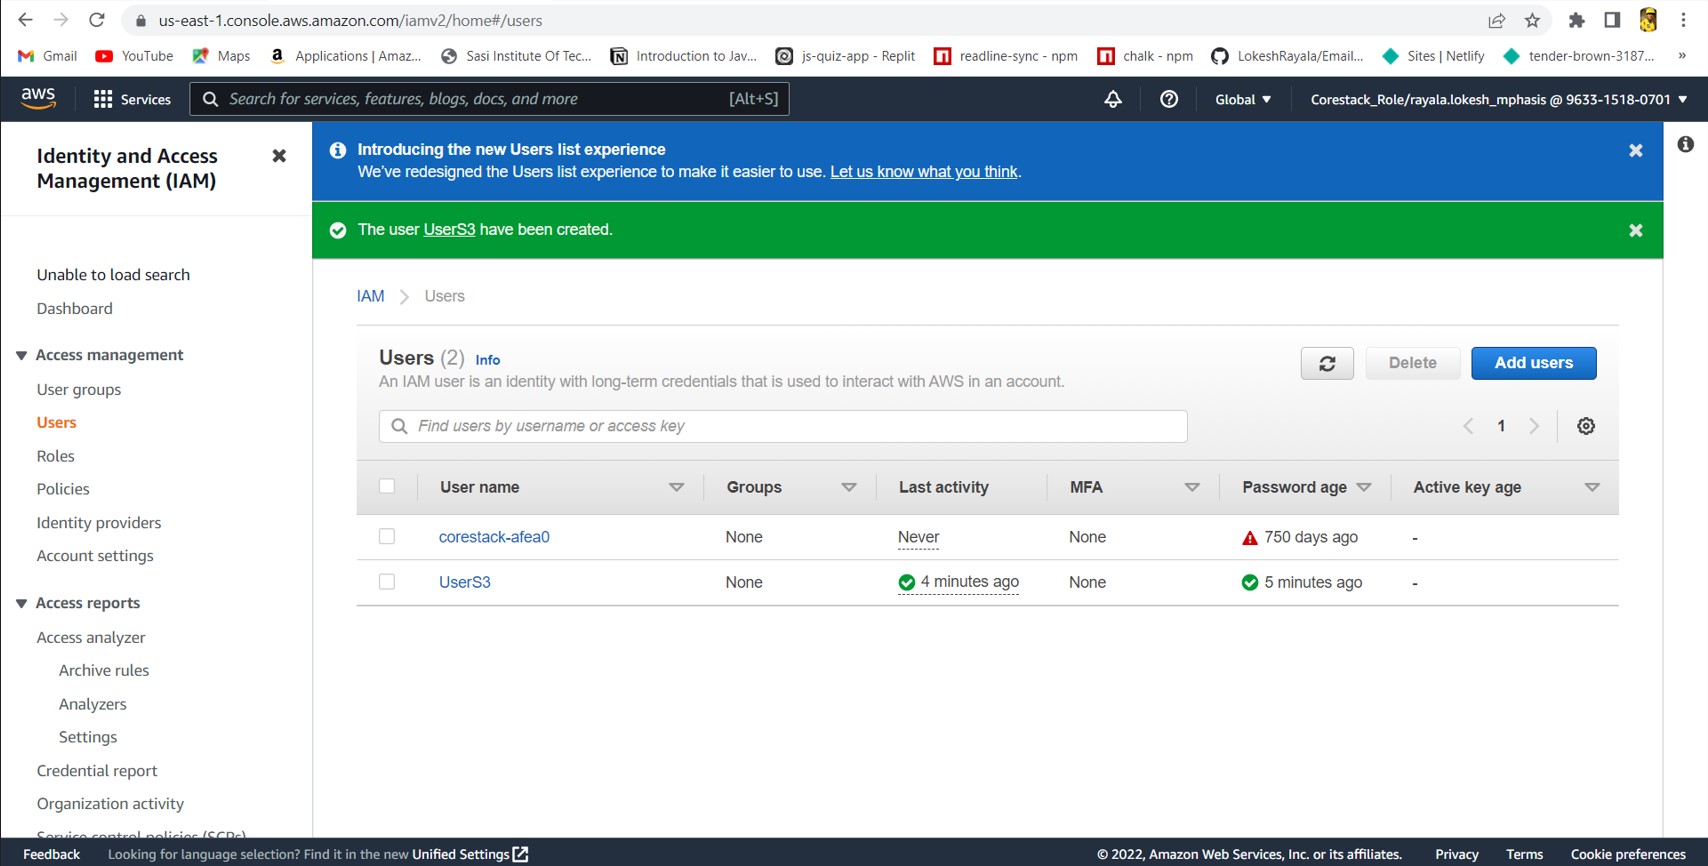 us-east-1.console.aws.amazon.com/iamv2/home#/users
Gmail
YouTube
Maps
Applications | Amaz...
Sasi Institute Of Tec...
Introduction to Jav...
js-quiz-app - Replit
readline-sync - npm
chalk - npm
LokeshRayala/Email...
Sites | Netlify
tender-brown-3187...
»
aws
Services
Search for services, features, blogs, docs, and more
[Alt+S]
Global
Corestack_Role/rayala.lokesh_mphasis @ 9633-1518-0701
Identity and Access
Management (IAM)
Unable to load search
Dashboard
Access management
User groups
Users
Roles
Policies
Identity providers
Account settings
Access reports
Access analyzer
Archive rules
Analyzers
Settings
Credential report
Organization activity
Service control policies (SCPs)
Introducing the new Users list experience
We've redesigned the Users list experience to make it easier to use. Let us know what you think.
The user UserS3 have been created.
IAM
Users
Users (2) Info
An IAM user is an identity with long-term credentials that is used to interact with AWS in an account.
Delete
Add users
Find users by username or access key
1
User name
Groups
Last activity
MFA
Password age
Active key age
corestack-afea0
None
Never
None
750 days ago
-
UserS3
None
4 minutes ago
None
5 minutes ago
-
Feedback
Looking for language selection? Find it in the new Unified Settings
© 2022, Amazon Web Services, Inc. or its affiliates.
Privacy
Terms
Cookie preferences